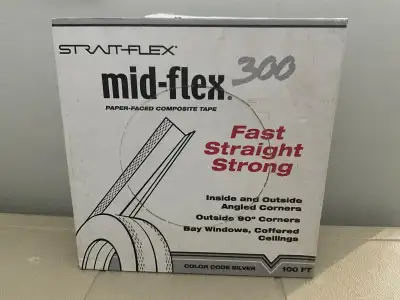 STRAIT-FLEX®
mid-flex® 300
PAPER-FACED COMPOSITE TAPE
Fast
Straight
Strong
Inside and Outside
Angled Corners
Outside 90° Corners
Bay Windows, Coffered
Ceilings
COLOR CODE SILVER 100 FT